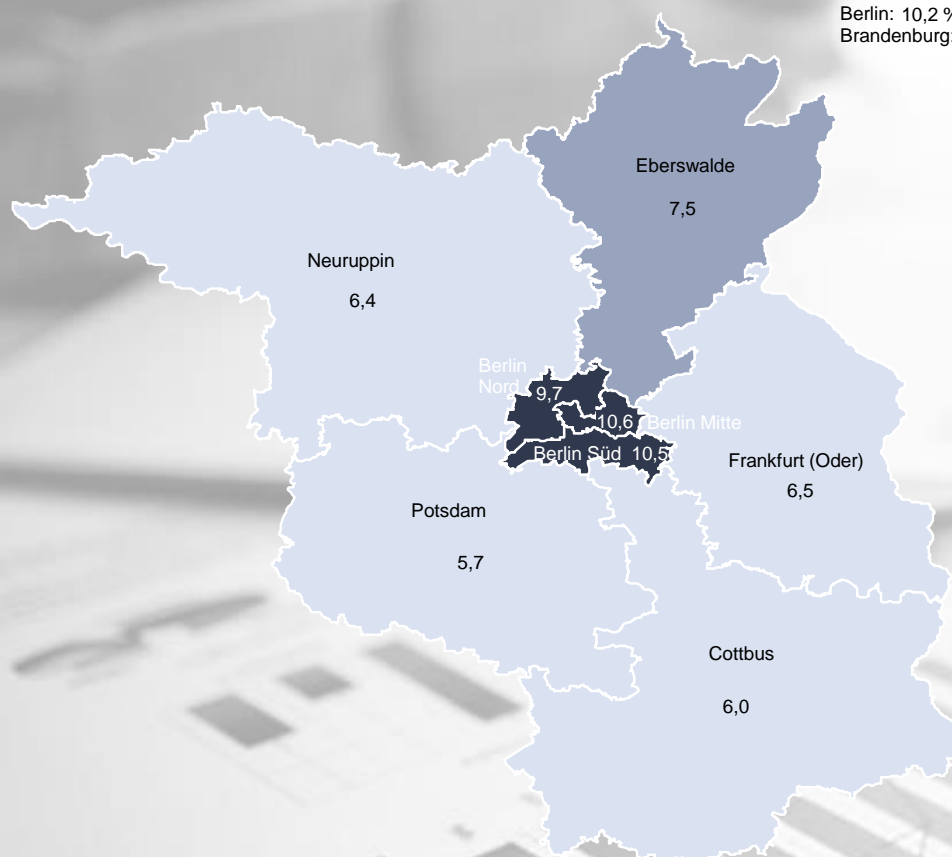 Berlin: 10,2 %
Brandenburg:
Eberswalde
7,5
Neuruppin
6,4
Berlin
Nord
9,7
10,6 Berlin Mitte
Berlin Süd 10,5
Frankfurt (Oder)
6,5
Potsdam
5,7
Cottbus
6,0